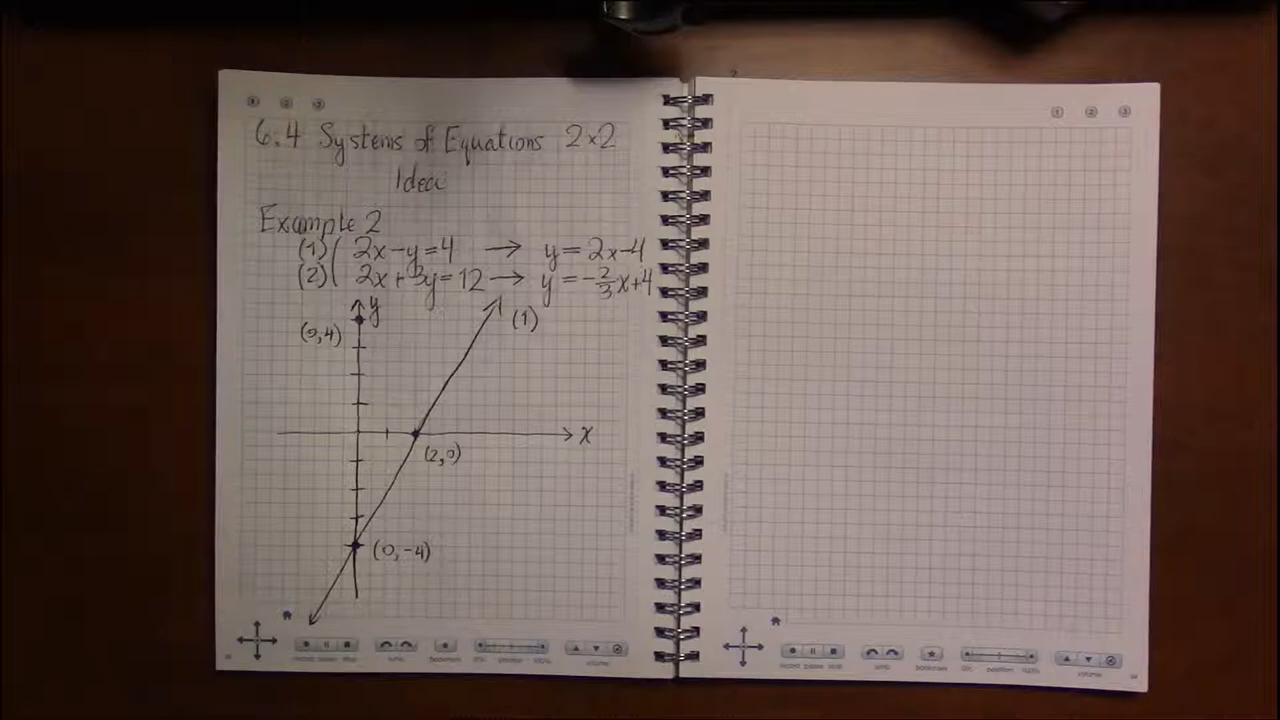 6.4 Systems of Equations 2×2
Idea
Example 2
(1) ( 2x-y=4 → y=2x-4
(2) ( 2x+3y=12 → y=-2/3x+4
y
(1)
(0,4)
x
(2,0)
(0,-4)